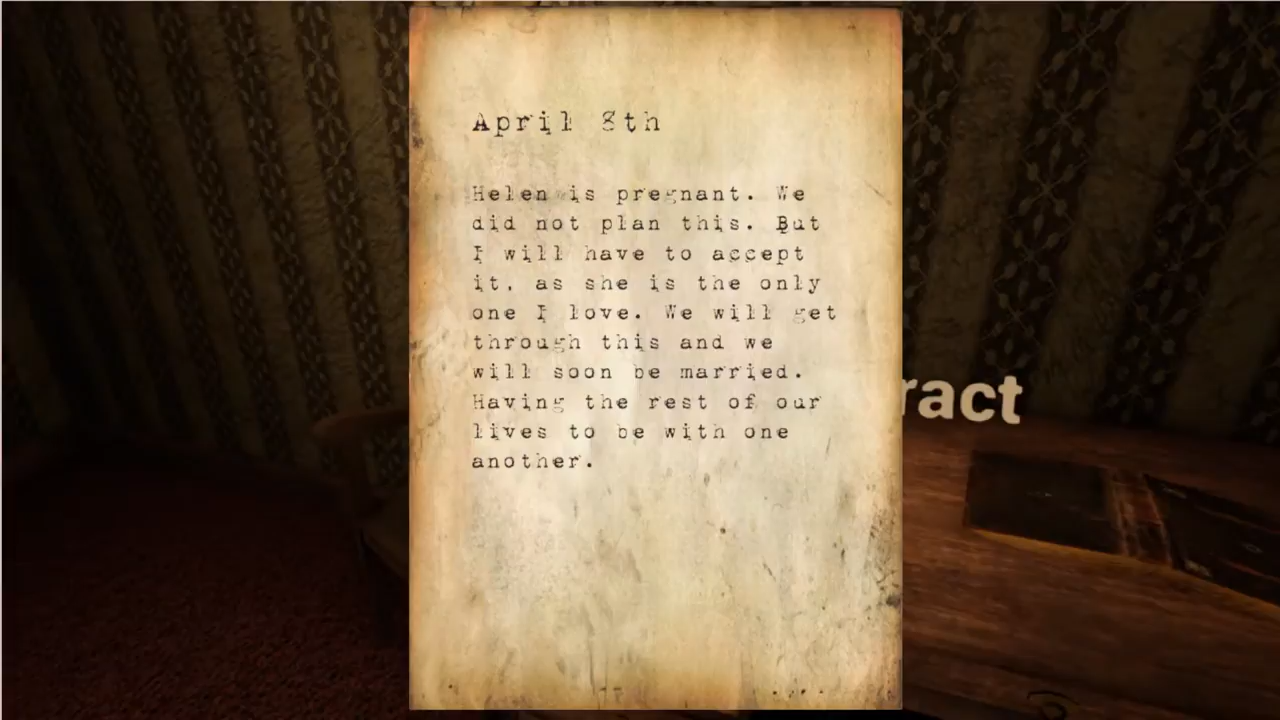 April 8th
Helen is pregnant. We
did not plan this. But
I will have to accept
it, as she is the only
one I love. We will get
through this and we
will soon be married.
Having the rest of our
lives to be with one
another.
ract